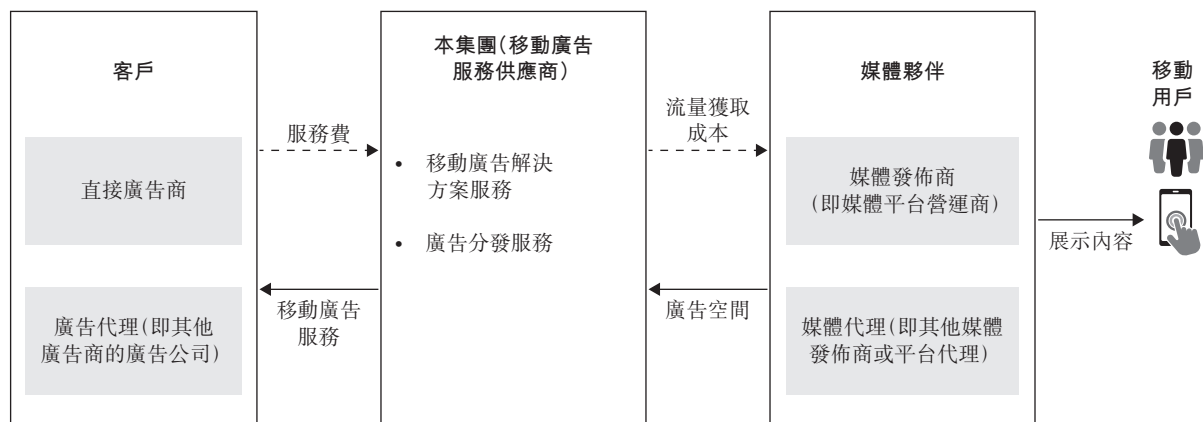 客戶
直接廣告商
廣告代理(即其他
廣告商的廣告公司)
服務費
移動廣告
服務
本集團(移動廣告
服務供應商)
• 移動廣告解決
方案服務
• 廣告分發服務
流量獲取
成本
廣告空間
媒體夥伴
媒體發佈商
(即媒體平台營運商)
媒體代理(即其他媒體
發佈商或平台代理)
展示內容
移動
用戶